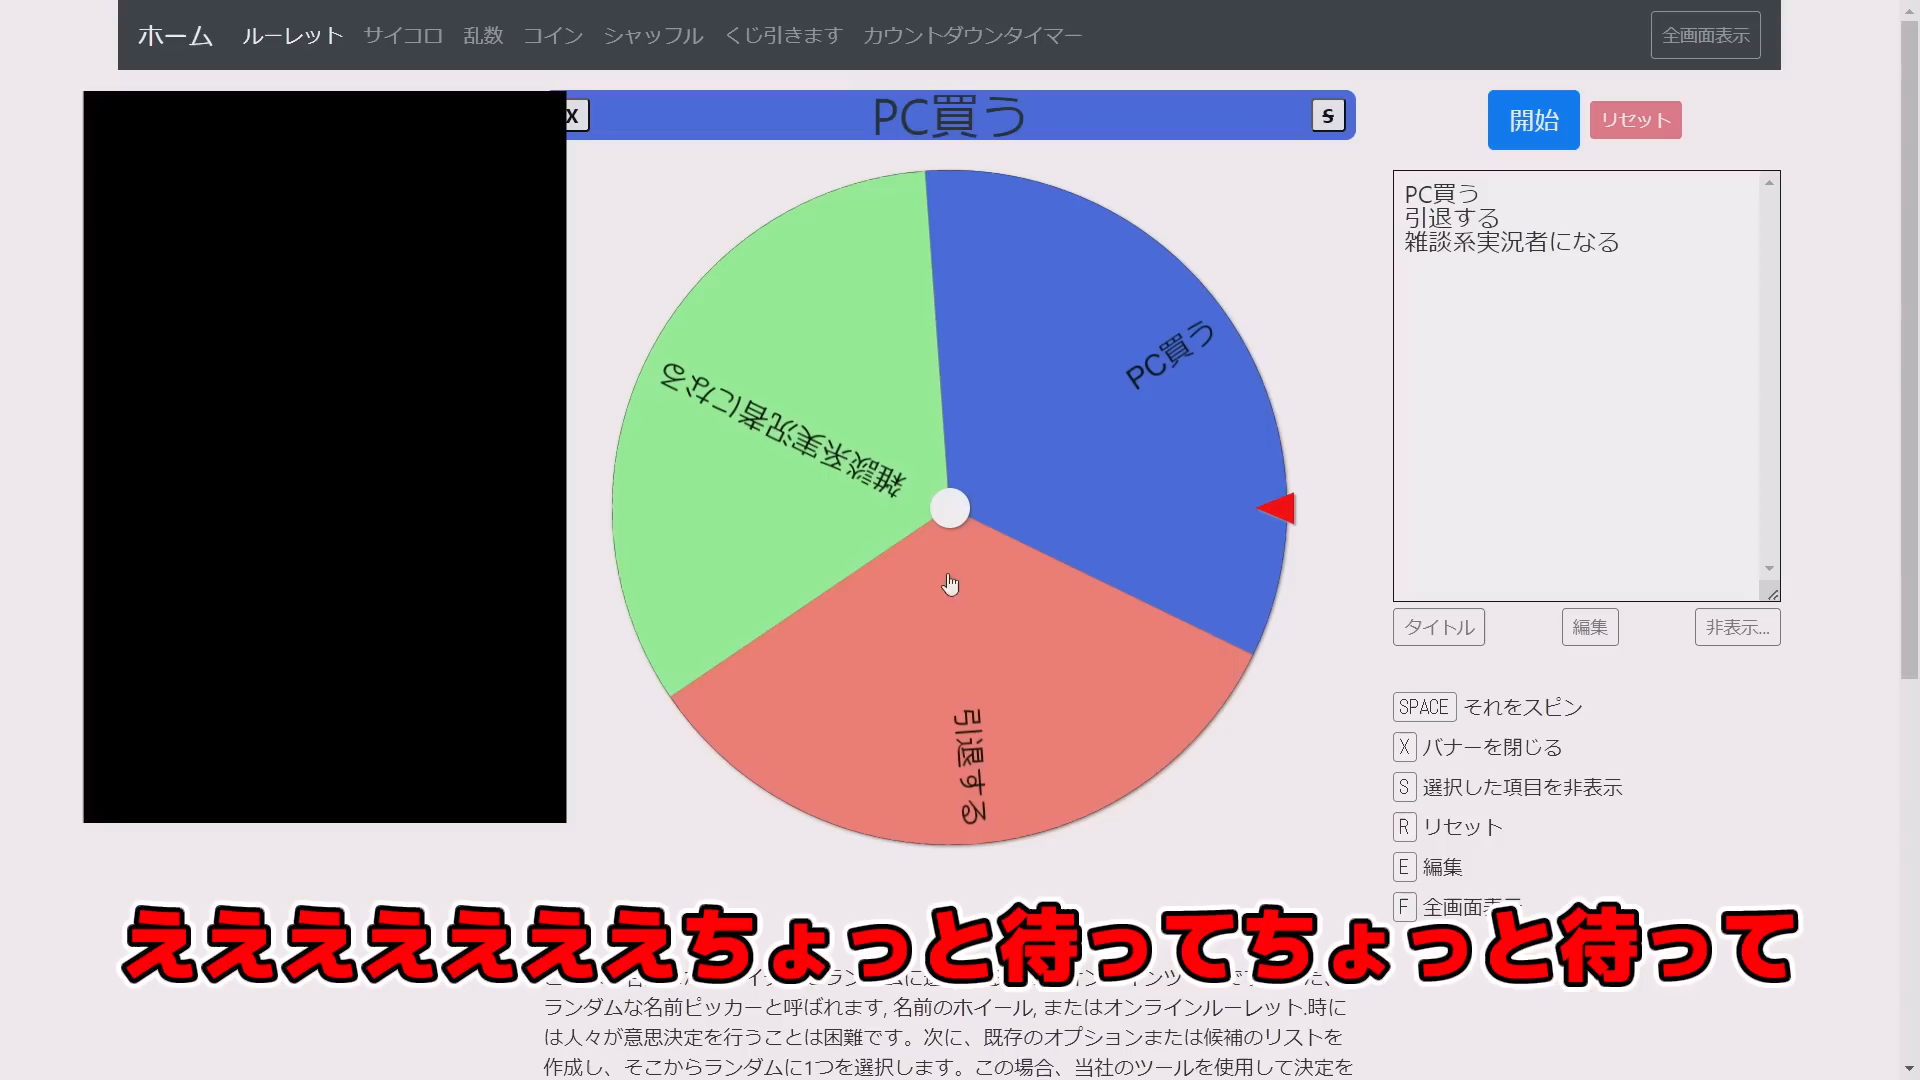 ホーム ルーレット サイコロ 乱数 コイン シャッフル くじ引きます カウントダウンタイマー 全画面表示
X PC買う S
開始 リセット
PC買う
引退する
雑談系実況者になる
PC買う
雑談系実況者になる
引退する
タイトル 編集 非表示...
SPACE それをスピン
X バナーを閉じる
S 選択した項目を非表示
R リセット
E 編集
F 全画面表示
えええええええちょっと待ってちょっと待って
ランダムな名前ピッカーと呼ばれます, 名前のホイール, またはオンラインルーレット.時に
は人々が意思決定を行うことは困難です。次に、既存のオプションまたは候補のリストを
作成し、そこからランダムに1つを選択します。この場合、当社のツールを使用して決定を